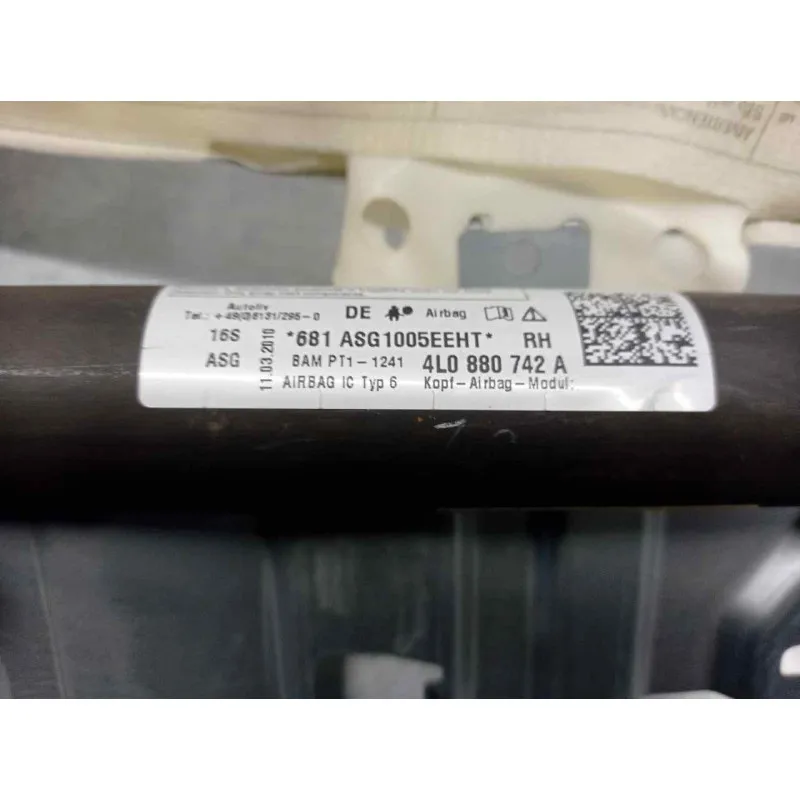 Autoliv
Tel.: +49(0)8131/295-0
DE Airbag
16S
*681 ASG1005EEHT* RH
ASG
11.03.2010
BAM PT1-1241 4L0 880 742 A
AIRBAG IC Typ 6 Kopf-Airbag-Modul: